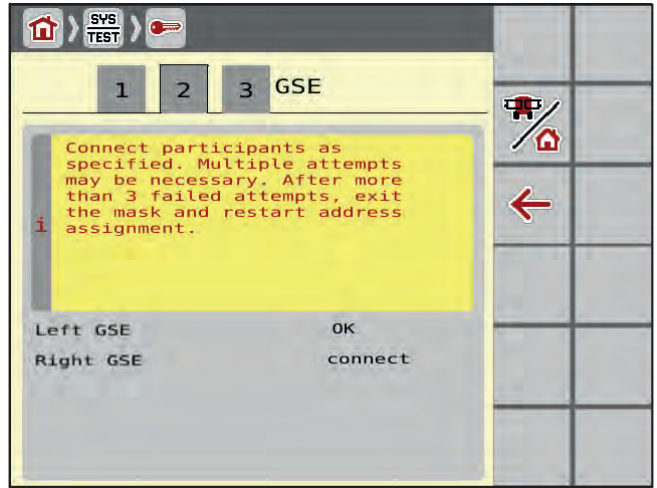 SYS
TEST
1 2 3 GSE
Connect participants as
specified. Multiple attempts
may be necessary. After more
than 3 failed attempts, exit
the mask and restart address
i assignment.
Left GSE OK
Right GSE connect